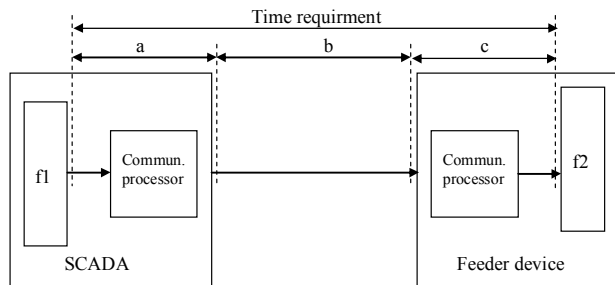 Time requirment
a
b
c
f1
Commun.
processor
Commun.
processor
f2
SCADA
Feeder device